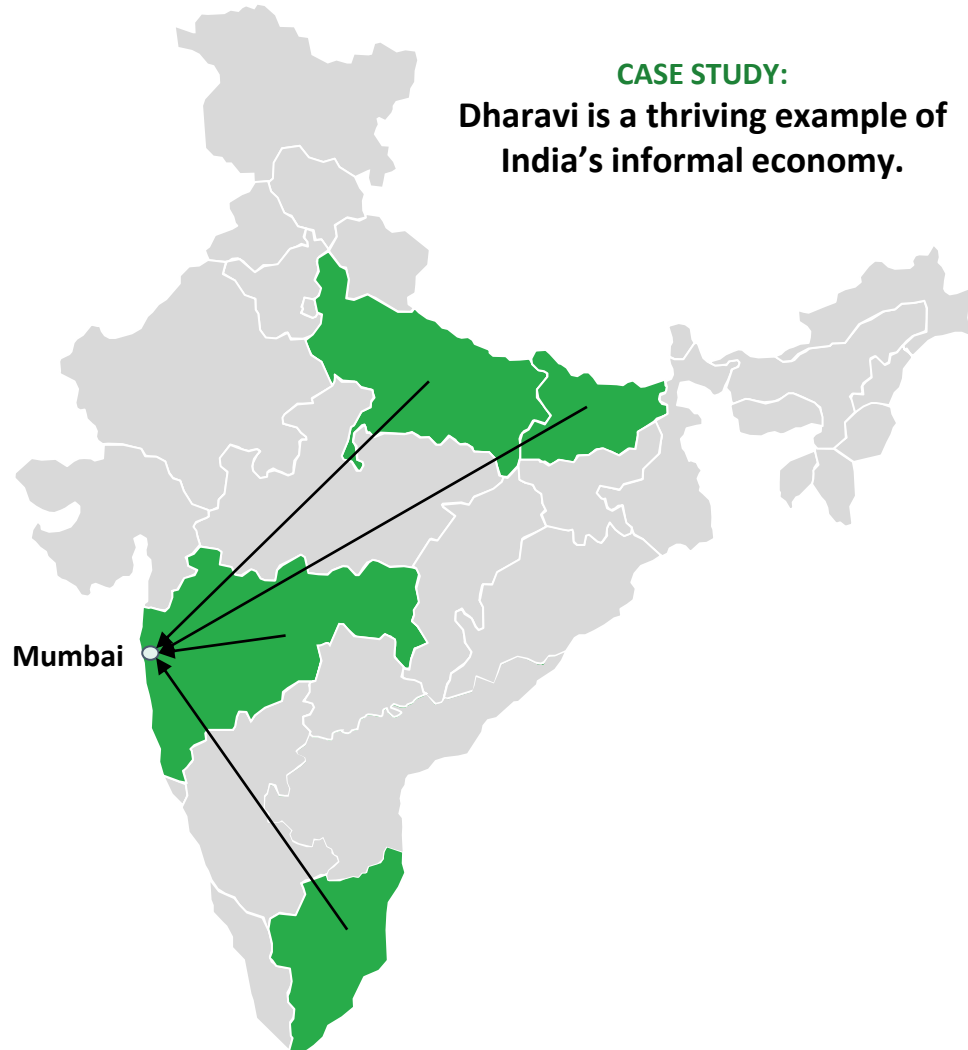 CASE STUDY:
Dharavi is a thriving example of
India’s informal economy.
Mumbai